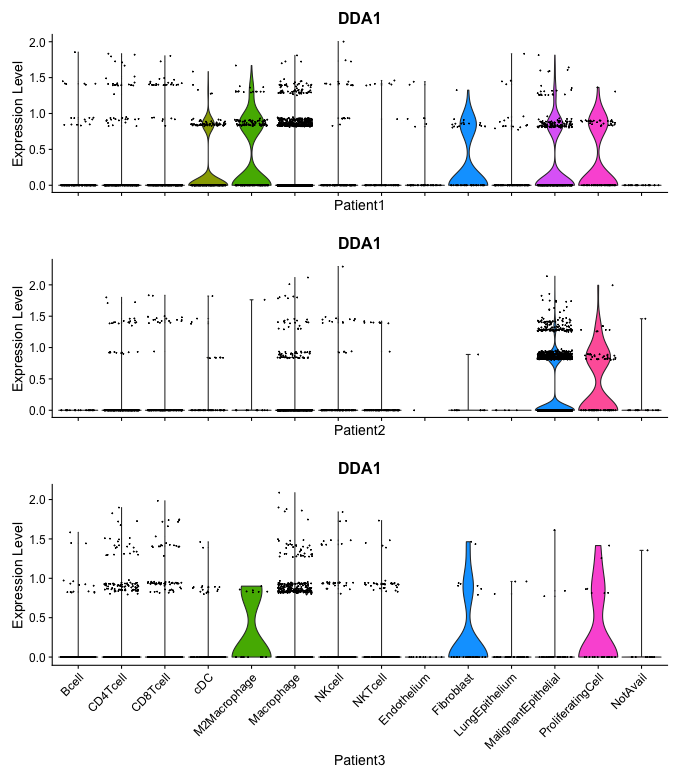 DDA1
Expression Level
2.0
1.5
1.0
0.5
0.0
Patient1
DDA1
Expression Level
2.0
1.5
1.0
0.5
0.0
Patient2
DDA1
Expression Level
2.0
1.5
1.0
0.5
0.0
Bcell
CD4Tcell
CD8Tcell
cDC
M2Macrophage
Macrophage
NKcell
NKTcell
Endothelium
Fibroblast
LungEpithelium
MalignantEpithelial
ProliferatingCell
NotAvail
Patient3